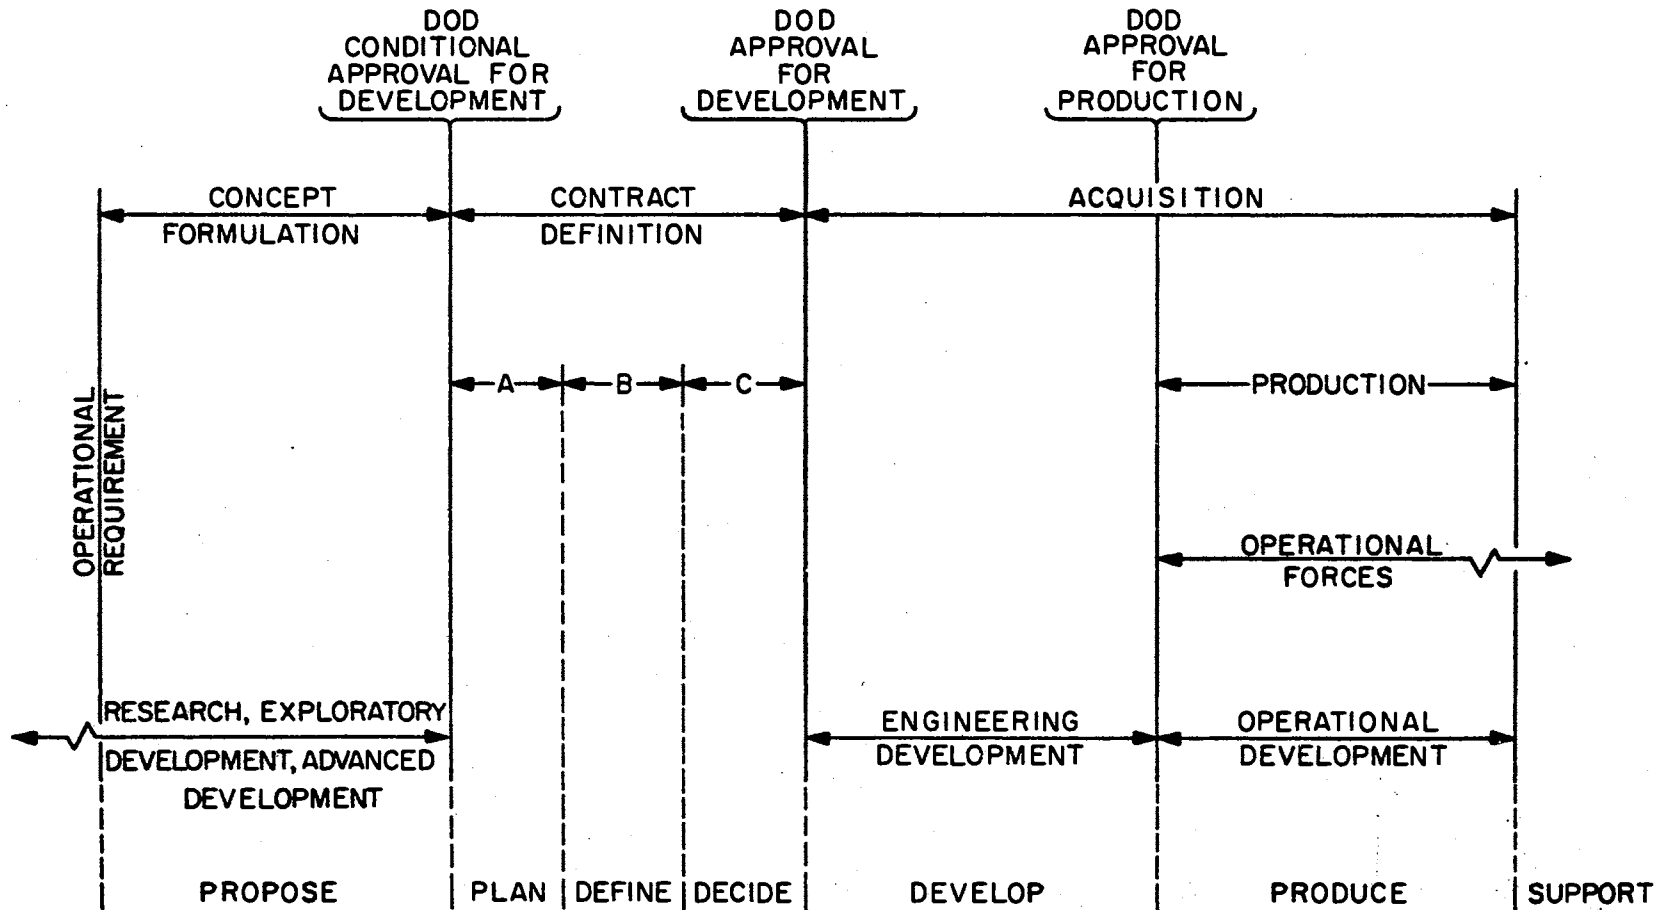 DOD
CONDITIONAL
APPROVAL FOR
DEVELOPMENT
DOD
APPROVAL
FOR
DEVELOPMENT
DOD
APPROVAL
FOR
PRODUCTION
CONCEPT
FORMULATION
CONTRACT
DEFINITION
ACQUISITION
A
B
C
PRODUCTION
OPERATIONAL
REQUIREMENT
OPERATIONAL
FORCES
RESEARCH, EXPLORATORY
DEVELOPMENT, ADVANCED
DEVELOPMENT
ENGINEERING
DEVELOPMENT
OPERATIONAL
DEVELOPMENT
PROPOSE
PLAN
DEFINE
DECIDE
DEVELOP
PRODUCE
SUPPORT